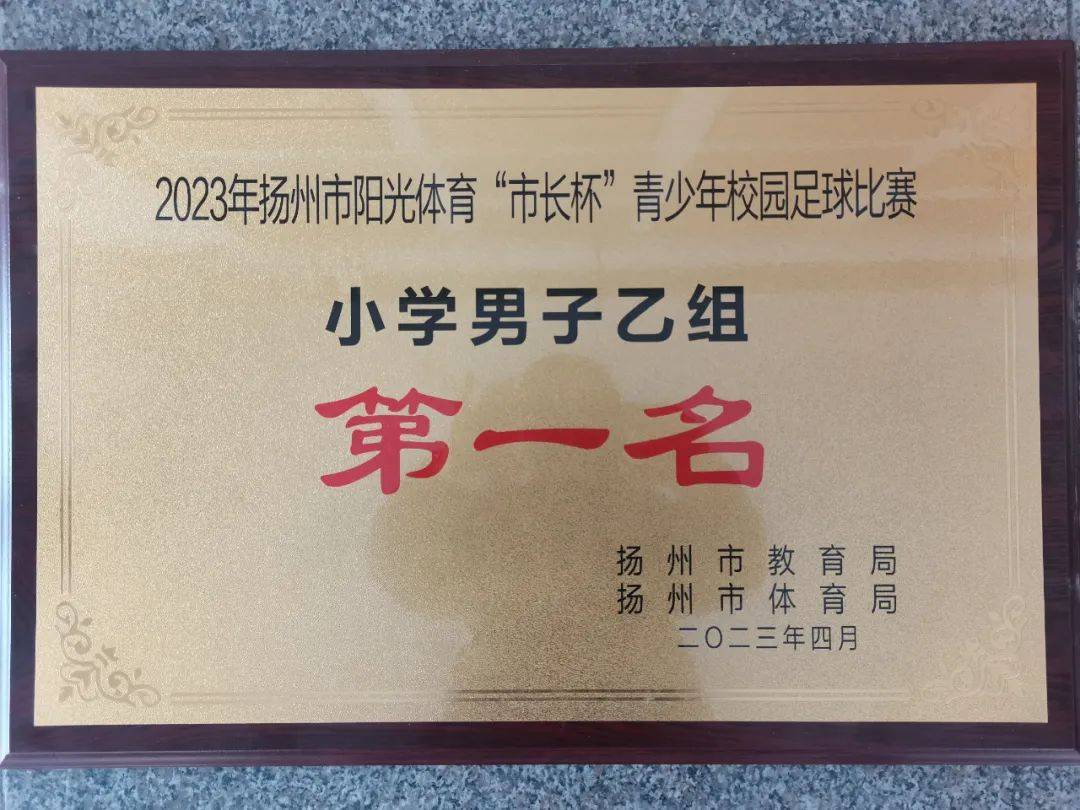 2023年扬州市阳光体育“市长杯”青少年校园足球比赛
小学男子乙组
第一名
扬州市教育局
扬州市体育局
二〇二三年四月